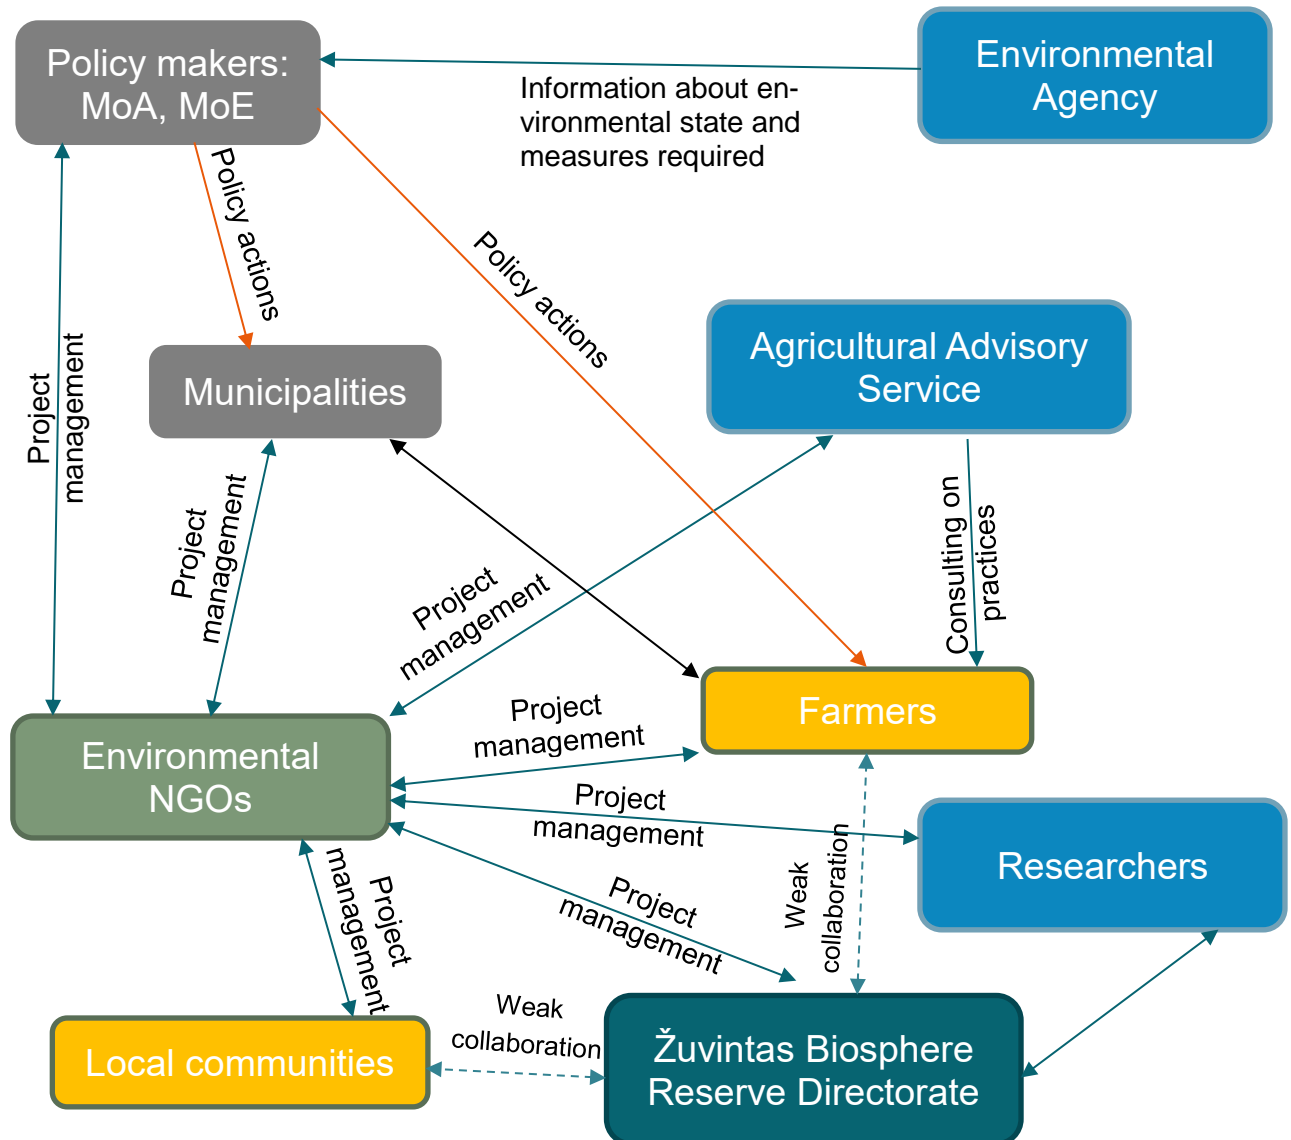 Policy makers:
MoA, MoE
Environmental
Agency
Information about en-
vironmental state and
measures required
Policy actions
Policy actions
Project
management
Municipalities
Agricultural Advisory
Service
Project
management
Project
management
Consulting on
practices
Farmers
Project
management
Environmental
NGOs
Project
management
Researchers
Weak
collaboration
Project
management
Project
management
Local communities
Weak
collaboration
Žuvintas Biosphere
Reserve Directorate